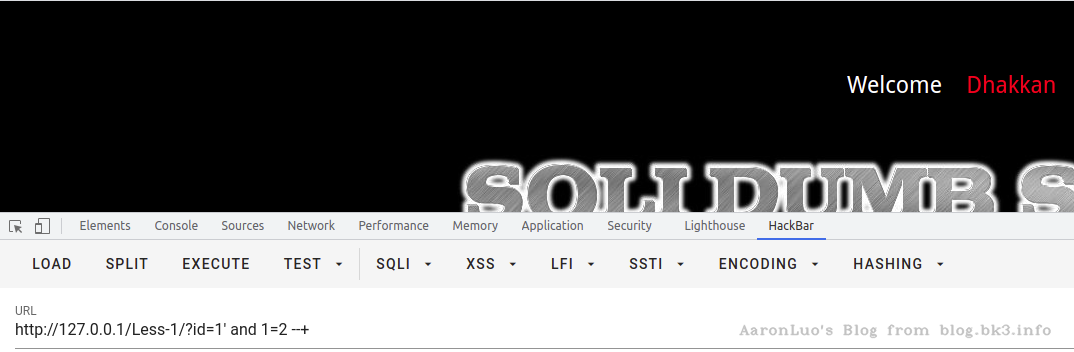 Welcome Dhakkan
SQLI DUMB S
Elements Console Sources Network Performance Memory Application Security Lighthouse HackBar
LOAD SPLIT EXECUTE TEST SQLI XSS LFI SSTI ENCODING HASHING
URL
http://127.0.0.1/Less-1/?id=1' and 1=2 --+
AaronLuo's Blog from blog.bk3.info